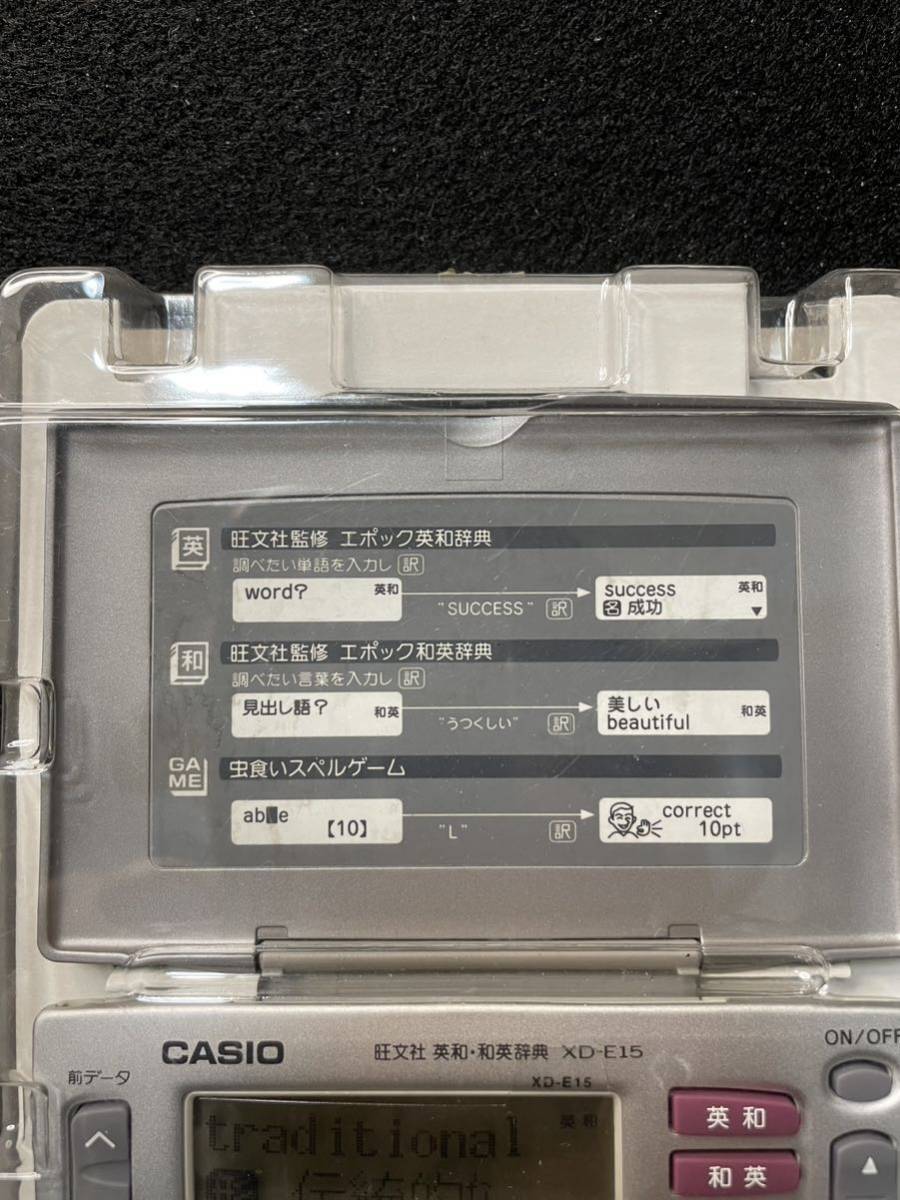 英 旺文社監修 エポック英和辞典
調べたい単語を入力し 訳
word? 英和 "SUCCESS" 訳 success 英和
名 成功 ▼
和 旺文社監修 エポック和英辞典
調べたい言葉を入力し 訳
見出し語? 和英 "うつくしい" 訳 美しい 和英
beautiful
GAME 虫食いスペルゲーム
ab■e 【10】 "L" 訳 correct
10pt
CASIO 旺文社 英和・和英辞典 XD-E15
ON/OFF
前データ
XD-E15
traditional 英和
英和
伝統的な
和英